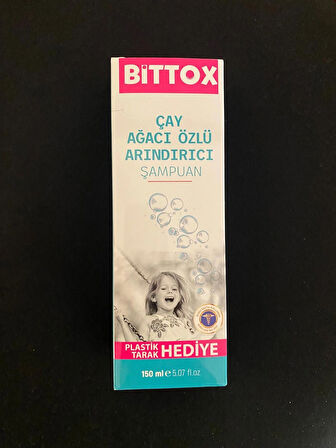 BiTTOX
ÇAY
AĞACI ÖZLÜ
ARINDIRICI
ŞAMPUAN
PLASTİK
TARAK HEDİYE
150 ml e 5.07 fl.oz